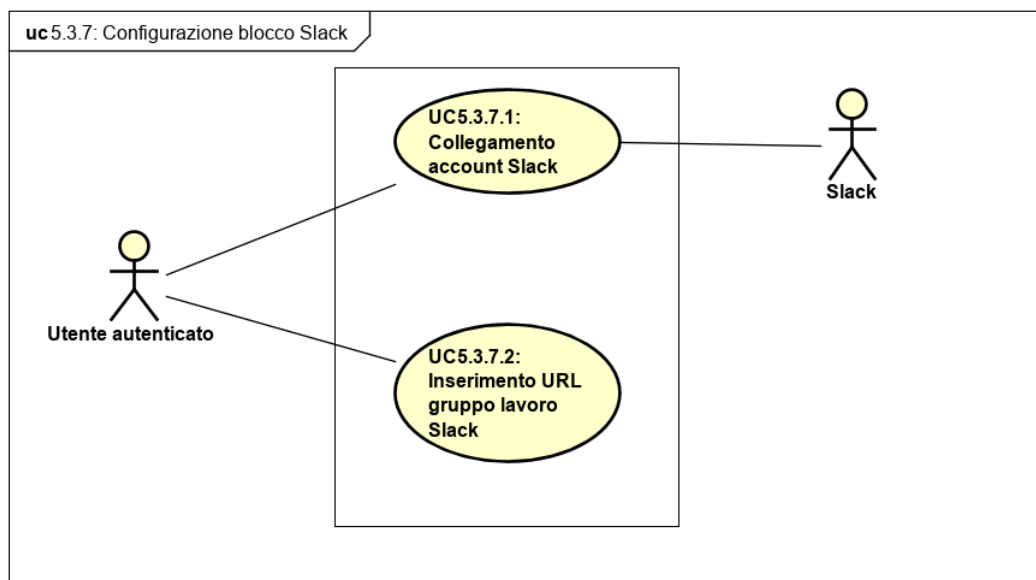 uc 5.3.7: Configurazione blocco Slack
UC5.3.7.1:
Collegamento
account Slack
Slack
Utente autenticato
UC5.3.7.2:
Inserimento URL
gruppo lavoro
Slack